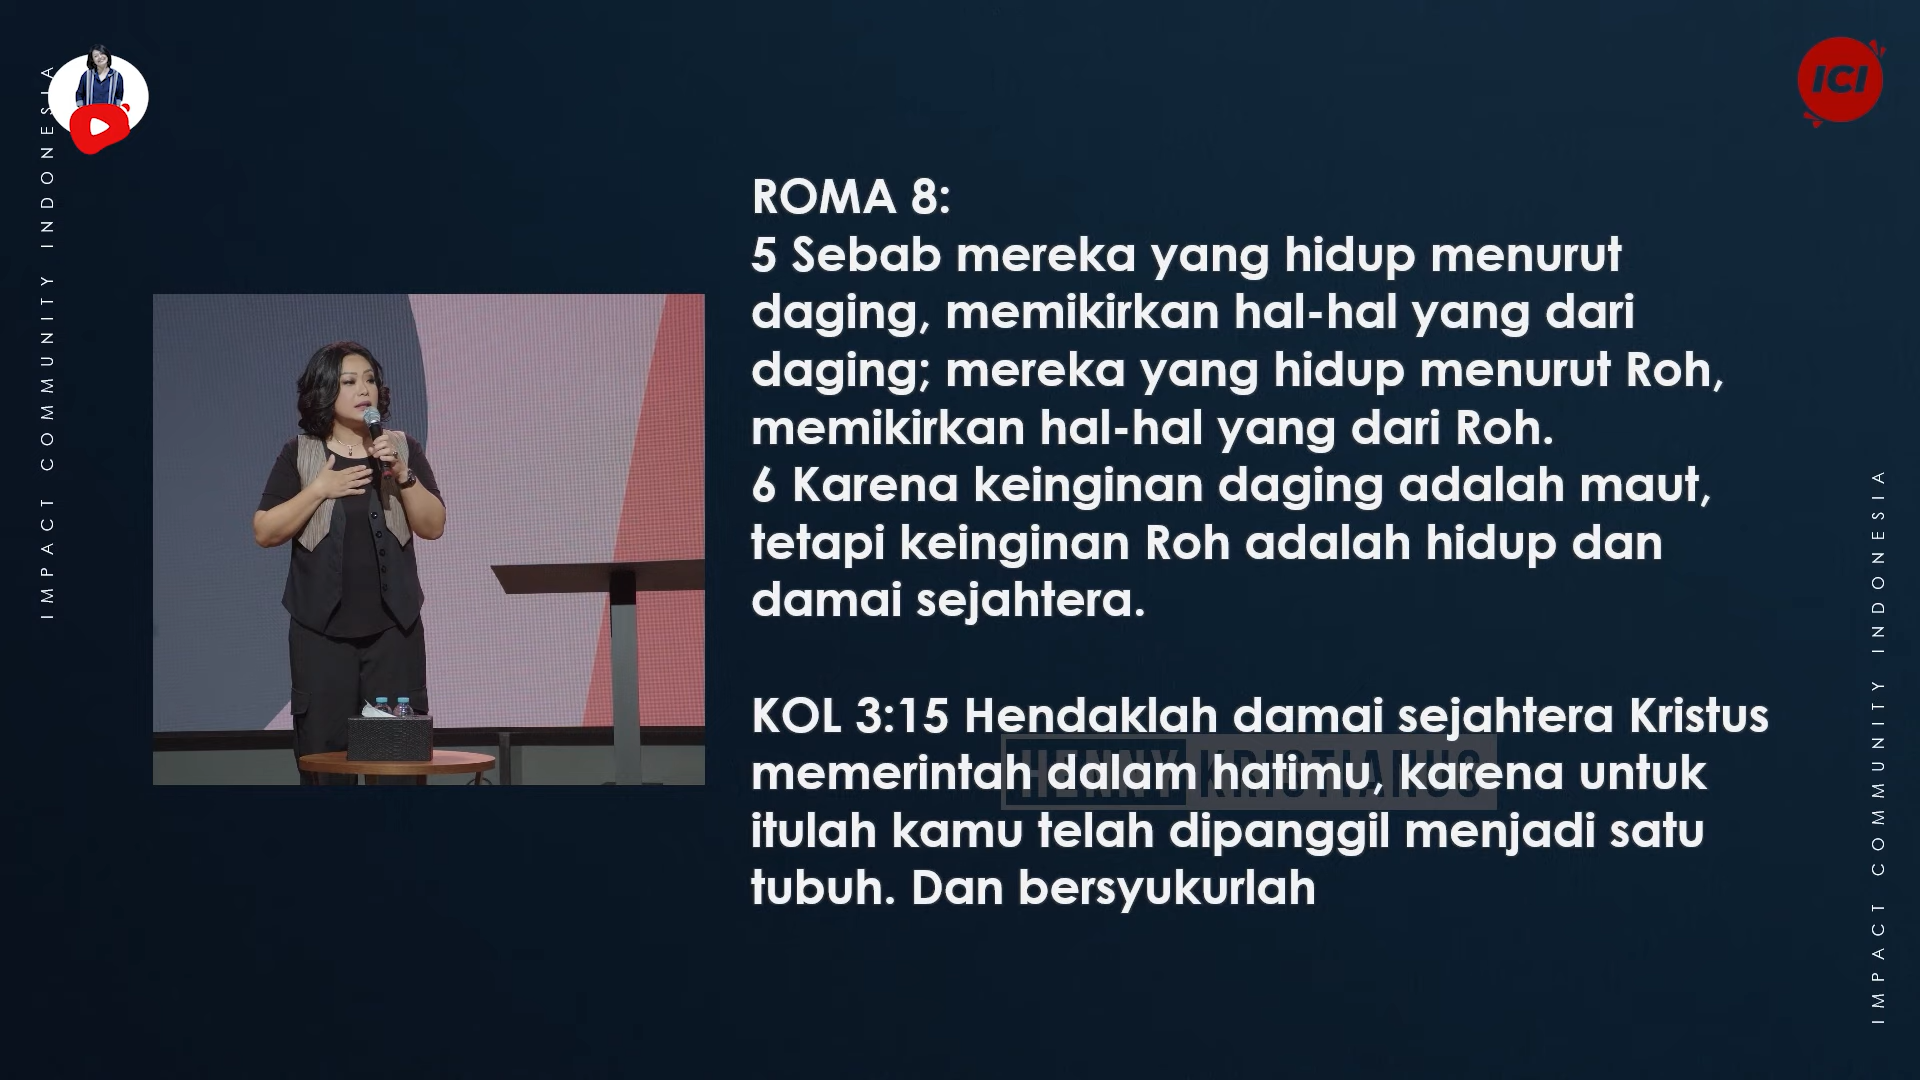 IMPACT COMMUNITY INDONESIA
ICI
ROMA 8:
5 Sebab mereka yang hidup menurut
daging, memikirkan hal-hal yang dari
daging; mereka yang hidup menurut Roh,
memikirkan hal-hal yang dari Roh.
6 Karena keinginan daging adalah maut,
tetapi keinginan Roh adalah hidup dan
damai sejahtera.
KOL 3:15 Hendaklah damai sejahtera Kristus
memerintah dalam hatimu, karena untuk
itulah kamu telah dipanggil menjadi satu
tubuh. Dan bersyukurlah
HENNY KRISTIANUS
IMPACT COMMUNITY INDONESIA